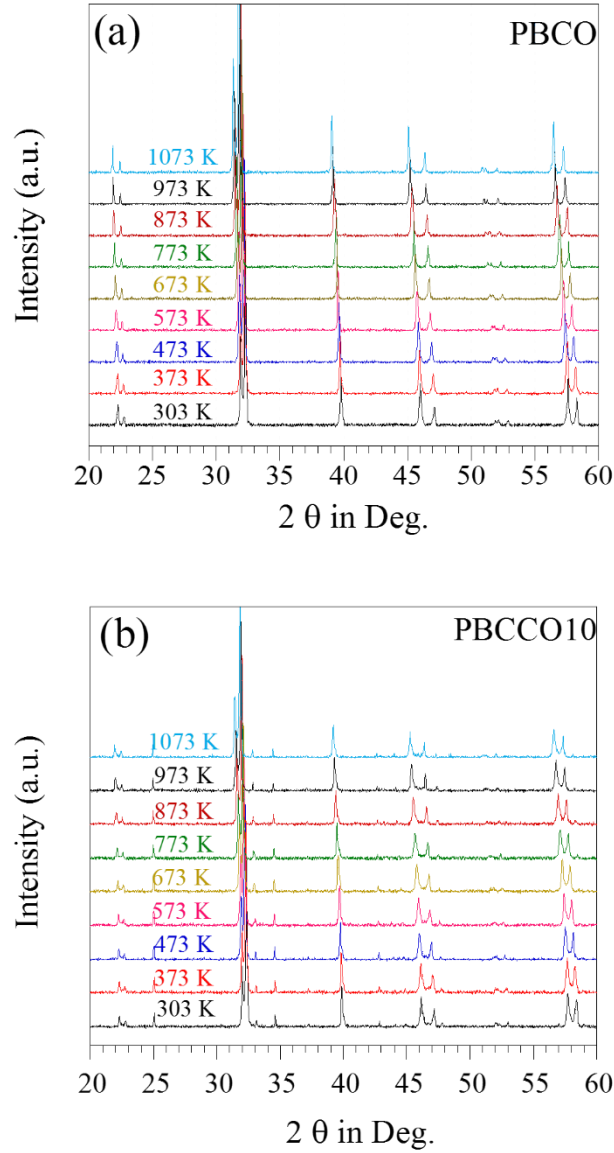 (a) PBCO
1073 K
973 K
873 K
773 K
673 K
573 K
473 K
373 K
303 K
Intensity (a.u.)
20 25 30 35 40 45 50 55 60
2 θ in Deg.
(b) PBCCO10
1073 K
973 K
873 K
773 K
673 K
573 K
473 K
373 K
303 K
Intensity (a.u.)
20 25 30 35 40 45 50 55 60
2 θ in Deg.